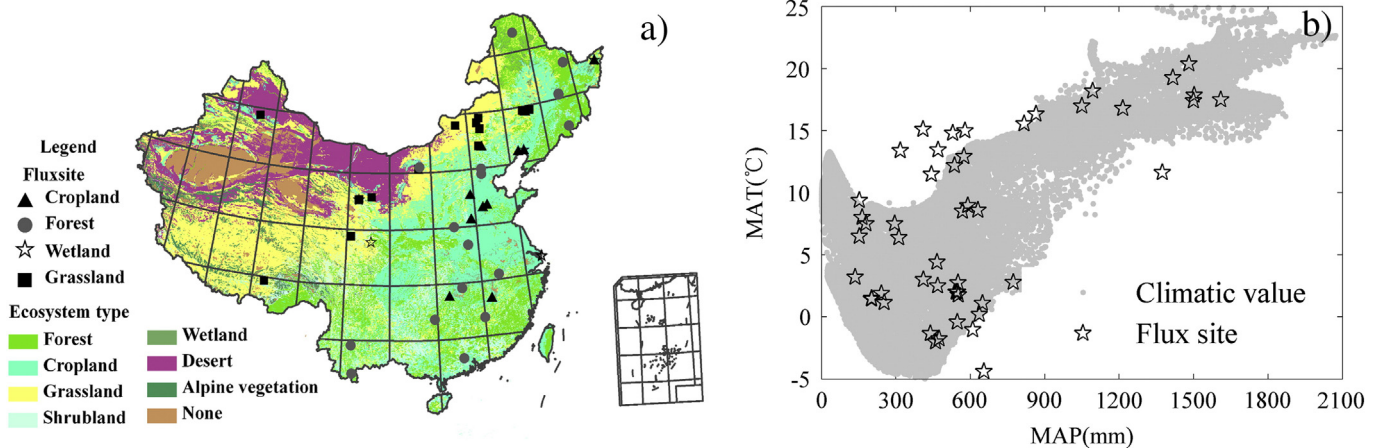 a)
Legend
Fluxsite
Cropland
Forest
Wetland
Grassland
Ecosystem type
Forest
Cropland
Grassland
Shrubland
Wetland
Desert
Alpine vegetation
None
b)
25
20
15
10
5
0
-5
MAT(℃)
Climatic value
Flux site
0 300 600 900 1200 1500 1800 2100
MAP(mm)